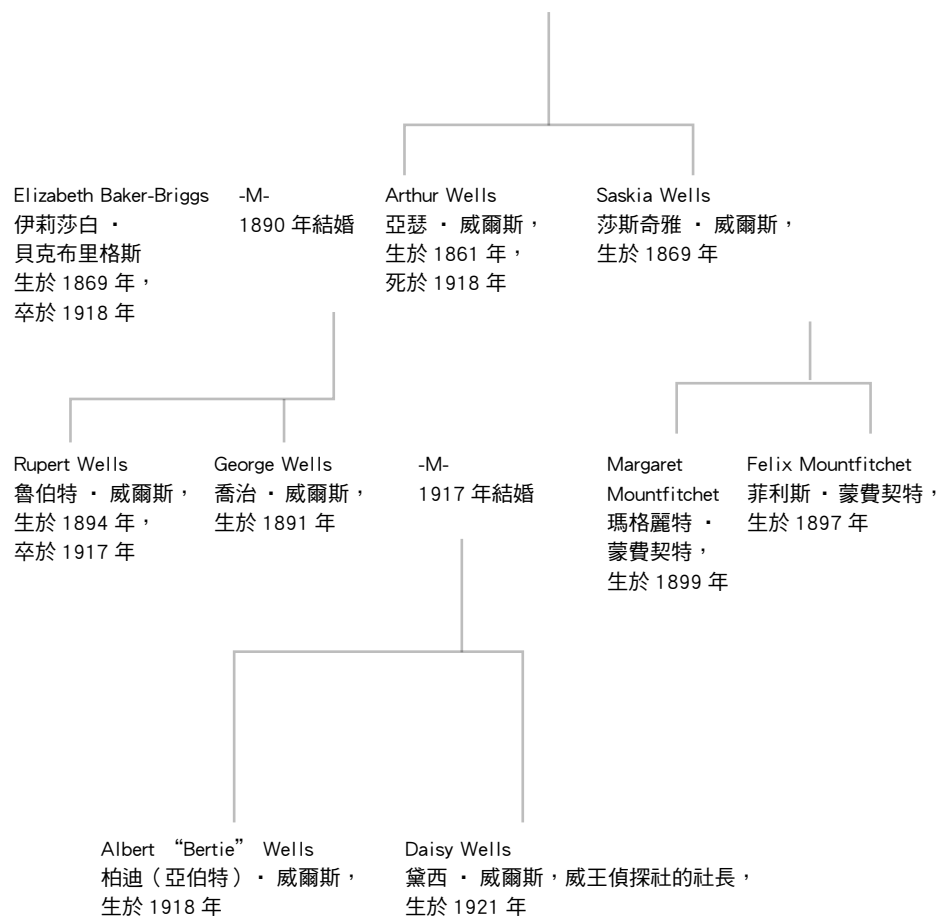 Elizabeth Baker-Briggs
伊莉莎白 ·
貝克布里格斯
生於 1869 年,
卒於 1918 年
-M-
1890 年結婚
Arthur Wells
亞瑟 · 威爾斯,
生於 1861 年,
死於 1918 年
Saskia Wells
莎斯奇雅 · 威爾斯,
生於 1869 年
Rupert Wells
魯伯特 · 威爾斯,
生於 1894 年,
卒於 1917 年
George Wells
喬治 · 威爾斯,
生於 1891 年
-M-
1917 年結婚
Margaret
Mountfitchet
瑪格麗特 ·
蒙費契特,
生於 1899 年
Felix Mountfitchet
菲利斯 · 蒙費契特,
生於 1897 年
Albert “Bertie” Wells
柏迪（亞伯特）· 威爾斯,
生於 1918 年
Daisy Wells
黛西 · 威爾斯,威王偵探社的社長,
生於 1921 年